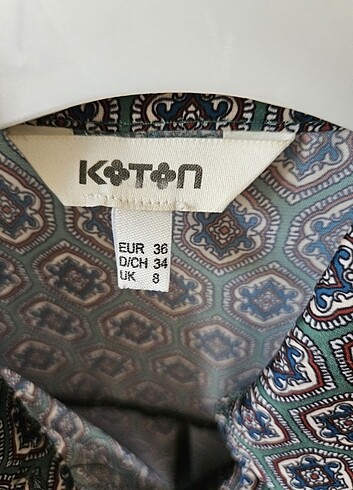 KOTON
EUR 36
D/CH 34
UK 8